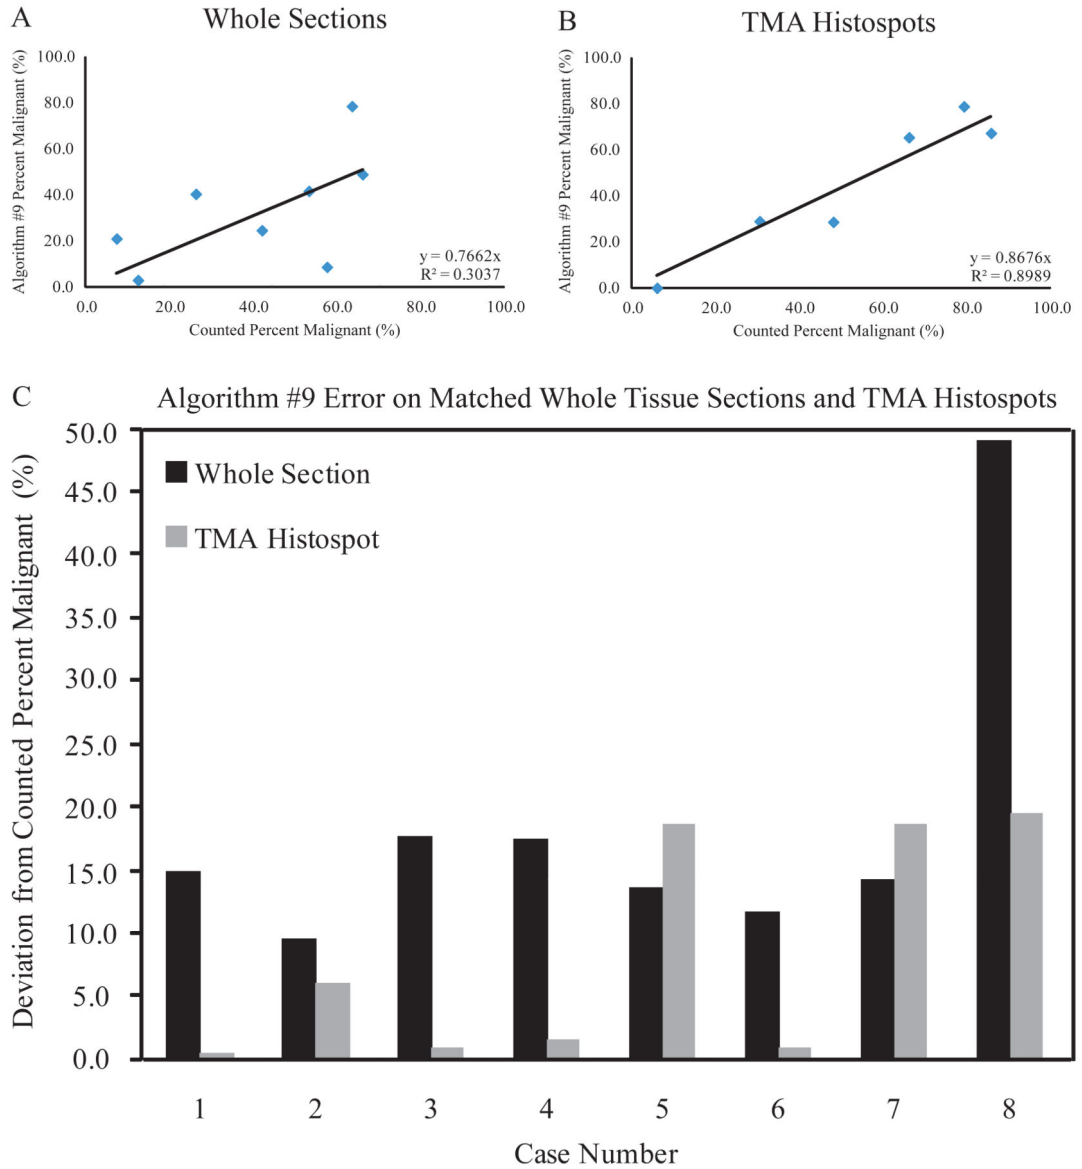 A
Whole Sections
Algorithm #9 Percent Malignant (%)
100.0
80.0
60.0
40.0
20.0
0.0
y = 0.7662x
R² = 0.3037
0.0 20.0 40.0 60.0 80.0 100.0
Counted Percent Malignant (%)
B
TMA Histospots
Algorithm #9 Percent Malignant (%)
100.0
80.0
60.0
40.0
20.0
0.0
y = 0.8676x
R² = 0.8989
0.0 20.0 40.0 60.0 80.0 100.0
Counted Percent Malignant (%)
C
Algorithm #9 Error on Matched Whole Tissue Sections and TMA Histospots
Deviation from Counted Percent Malignant (%)
50.0
45.0
40.0
35.0
30.0
25.0
20.0
15.0
10.0
5.0
0.0
Whole Section
TMA Histospot
1 2 3 4 5 6 7 8
Case Number